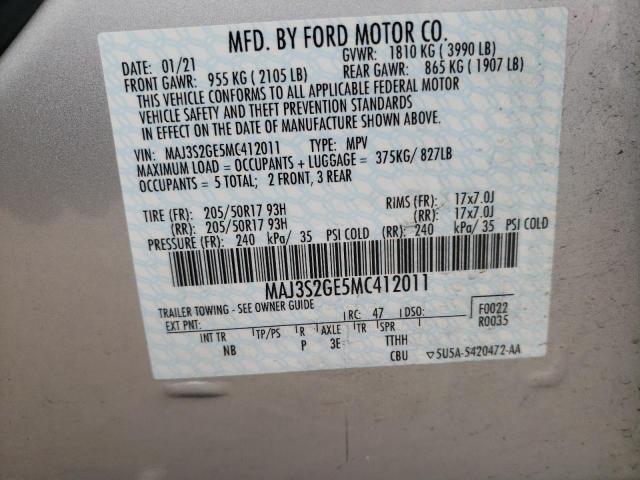 MFD. BY FORD MOTOR CO.
DATE: 01/21 GVWR: 1810 KG ( 3990 LB)
FRONT GAWR: 955 KG ( 2105 LB) REAR GAWR: 865 KG ( 1907 LB)
THIS VEHICLE CONFORMS TO ALL APPLICABLE FEDERAL MOTOR
VEHICLE SAFETY AND THEFT PREVENTION STANDARDS
IN EFFECT ON THE DATE OF MANUFACTURE SHOWN ABOVE.
VIN: MAJ3S2GE5MC412011 TYPE: MPV
MAXIMUM LOAD = OCCUPANTS + LUGGAGE = 375KG/ 827LB
OCCUPANTS = 5 TOTAL; 2 FRONT, 3 REAR
TIRE (FR): 205/50R17 93H RIMS (FR): 17x7.0J
(RR): 205/50R17 93H (RR): 17x7.0J
PRESSURE (FR): 240 kPa/ 35 PSI COLD (RR): 240 kPa/ 35 PSI COLD
MAJ3S2GE5MC412011
TRAILER TOWING - SEE OWNER GUIDE
EXT PNT: RC: 47 DSO: F0022
R0035
INT TR TP/PS R AXLE TR SPR
NB P 3E TTHH
CBU ▽5U5A-5420472-AA